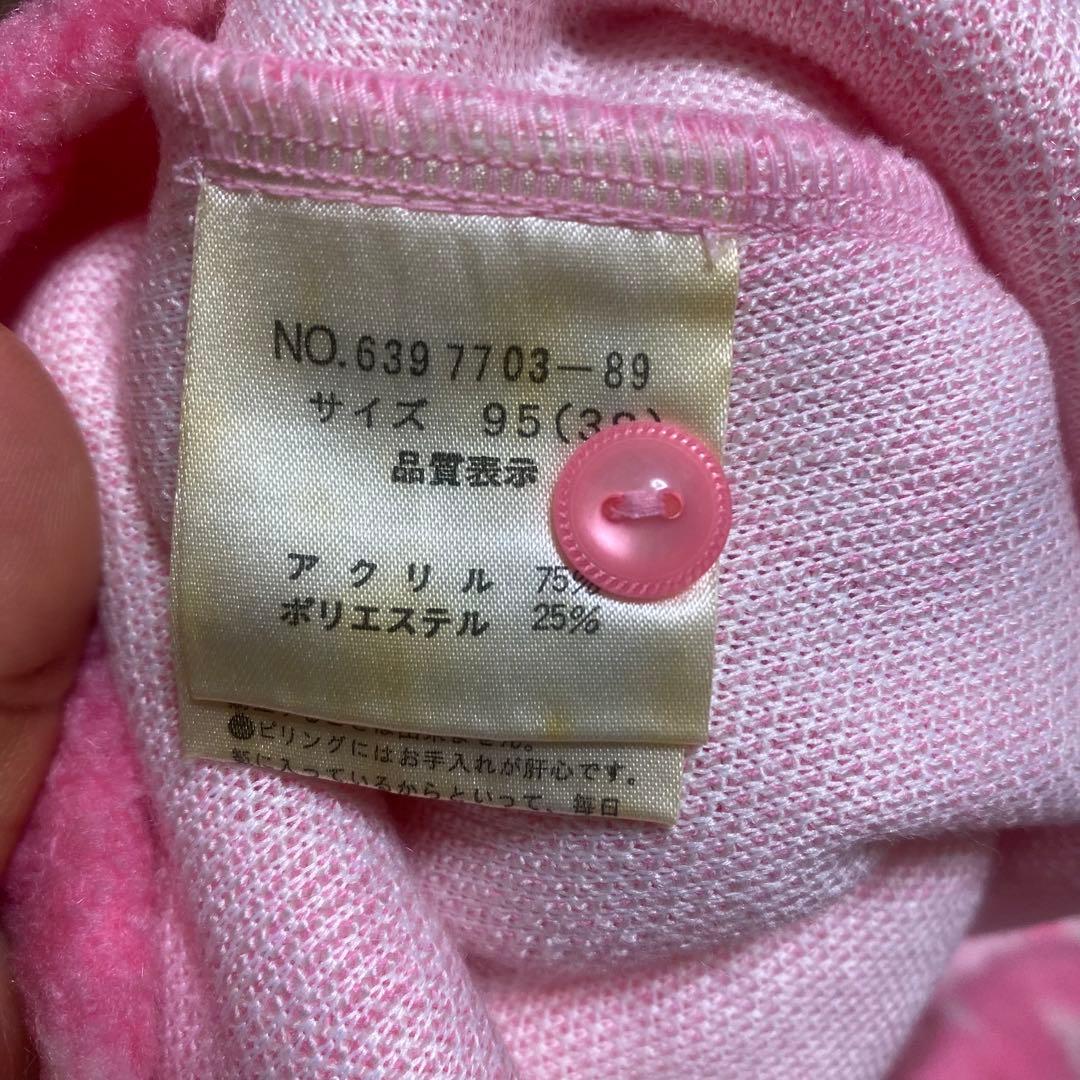 NO.639 7703-89
サイズ 95(3
品質表示
アクリル 75%
ポリエステル 25%
●ピリングにはお手入れが肝心です。
気に入っているからといって、毎日